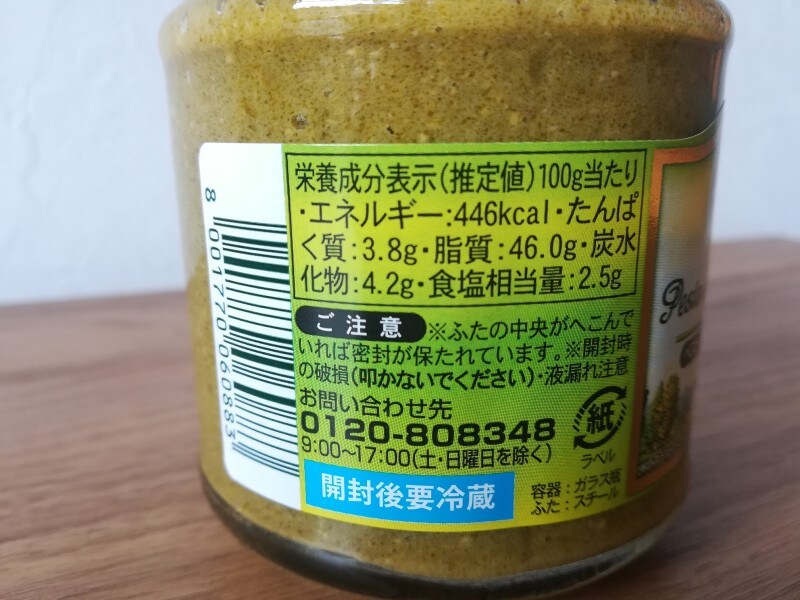 栄養成分表示(推定値)100g当たり
・エネルギー:446kcal・たんぱ
く質:3.8g・脂質:46.0g・炭水
化物:4.2g・食塩相当量:2.5g
ご注意 ※ふたの中央がへこんで
いれば密封が保たれています。※開封時
の破損(叩かないでください)・液漏れ注意
お問い合わせ先
0120-808348
9:00~17:00(土・日曜日を除く)
紙
ラベル
開封後要冷蔵
容器:ガラス瓶
ふた:スチール
8 001770 060883